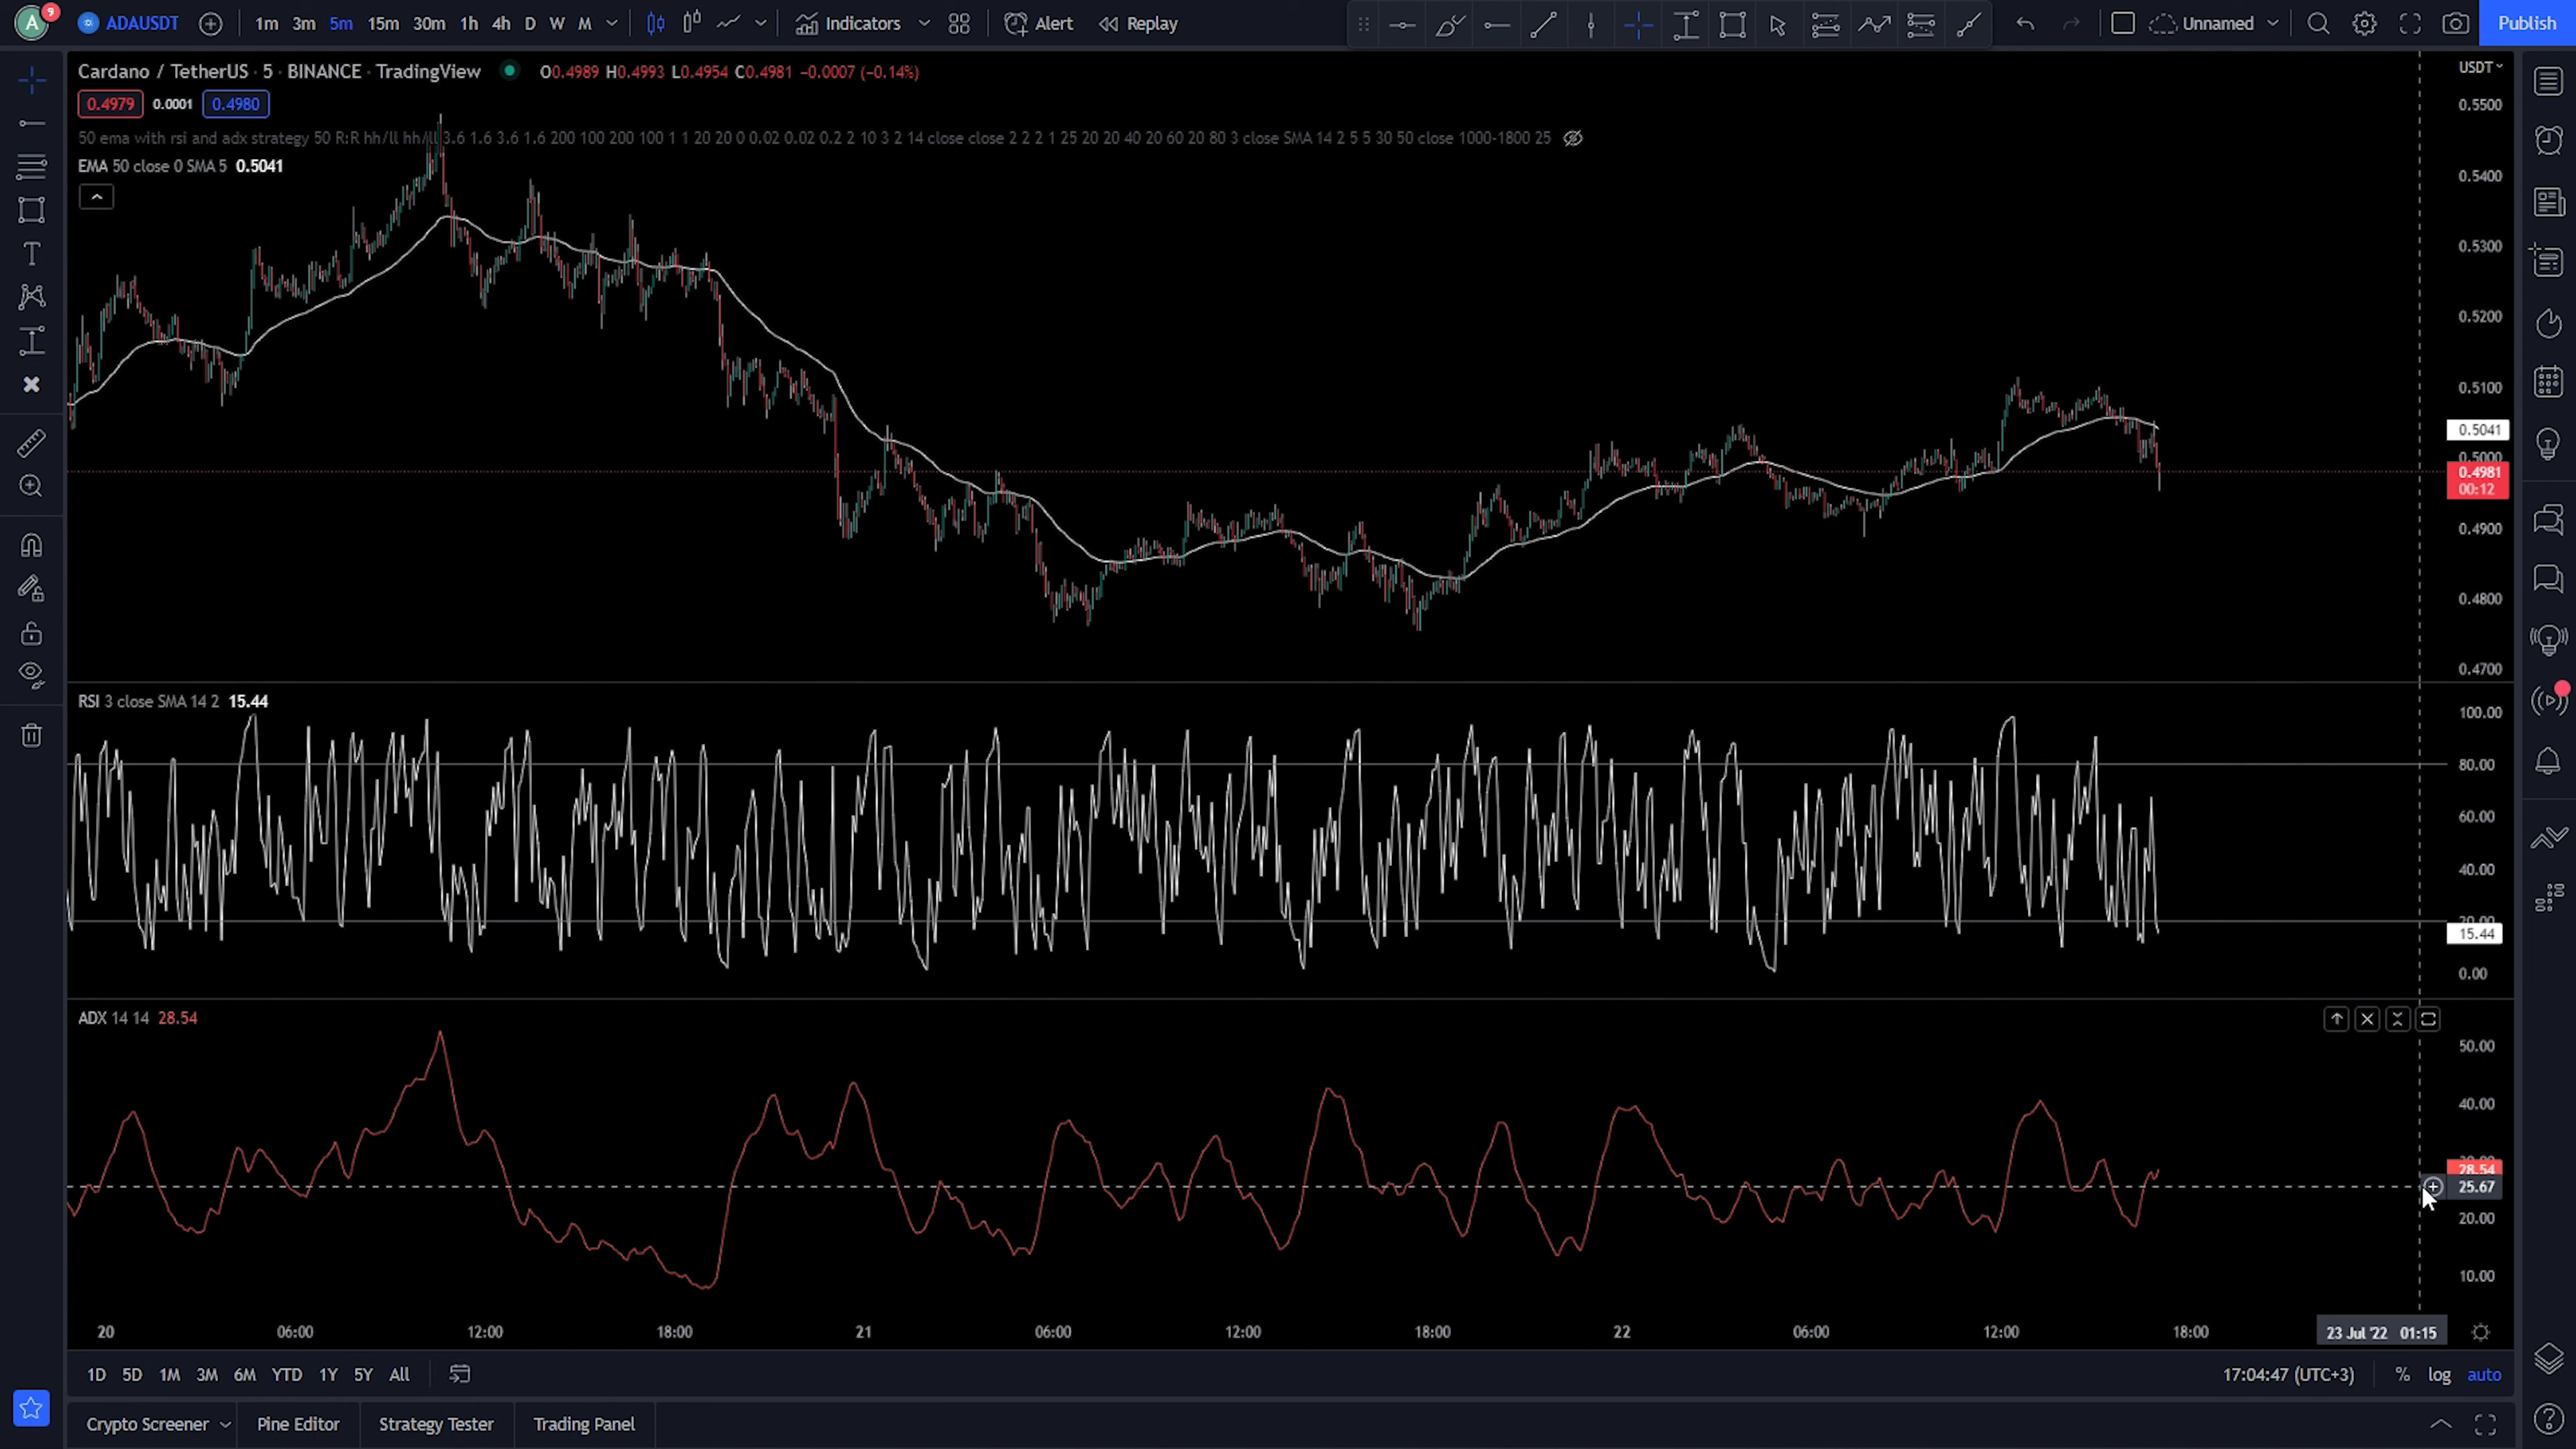 A 9 ADAUSDT 1m 3m 5m 15m 30m 1h 4h D W M Indicators Alert Replay Unnamed Publish
Cardano / TetherUS · 5 · BINANCE · TradingView O0.4989 H0.4993 L0.4954 C0.4981 −0.0007 (−0.14%)
USDT
0.4979 0.0001 0.4980
50 ema with rsi and adx strategy 50 R:R hh/ll hh/ll 3.6 1.6 3.6 1.6 200 100 200 100 1 1 20 20 0 0.02 0.02 0.2 2 10 3 2 14 close close 2 2 2 1 25 20 20 40 20 60 20 80 3 close SMA 14 2 5 5 30 50 close 1000-1800 25
EMA 50 close 0 SMA 5 0.5041
0.5500
0.5400
0.5300
0.5200
0.5100
0.5041
0.5000
0.4981
00:12
0.4900
0.4800
0.4700
RSI 3 close SMA 14 2 15.44
100.00
80.00
60.00
40.00
20.00
15.44
0.00
ADX 14 14 28.54
50.00
40.00
28.54
25.67
20.00
10.00
20 06:00 12:00 18:00 21 06:00 12:00 18:00 22 06:00 12:00 18:00 23 Jul '22 01:15
1D 5D 1M 3M 6M YTD 1Y 5Y All 17:04:47 (UTC+3) % log auto
Crypto Screener Pine Editor Strategy Tester Trading Panel